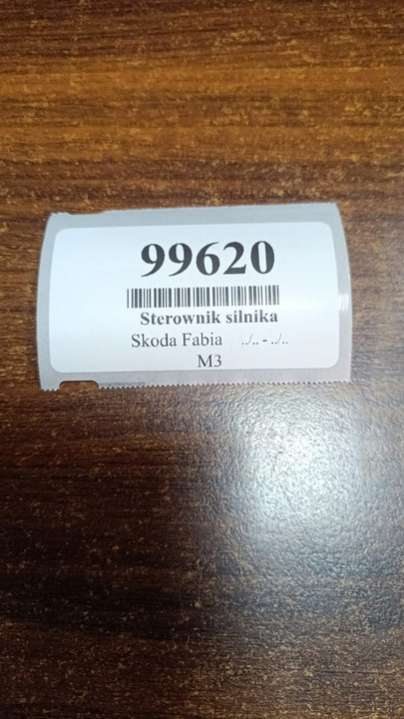 99620
Sterownik silnika
Skoda Fabia ../.. - ../..
M3